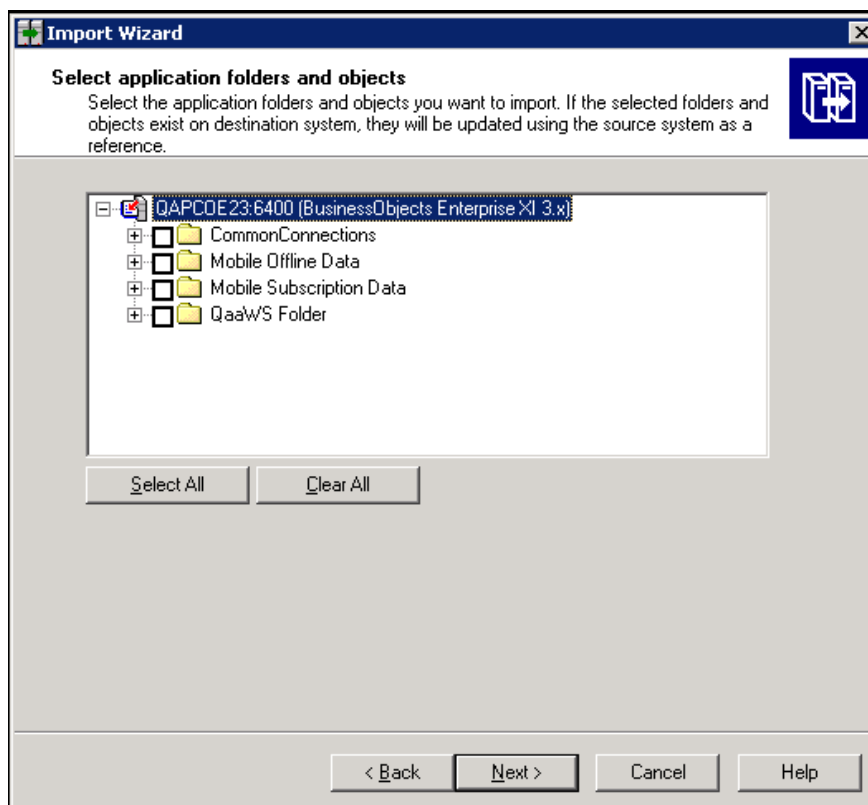 Import Wizard
Select application folders and objects
Select the application folders and objects you want to import. If the selected folders and
objects exist on destination system, they will be updated using the source system as a
reference.
QAPCOE23:6400 (BusinessObjects Enterprise XI 3.x)
CommonConnections
Mobile Offline Data
Mobile Subscription Data
QaaWS Folder
Select All
Clear All
< Back
Next >
Cancel
Help